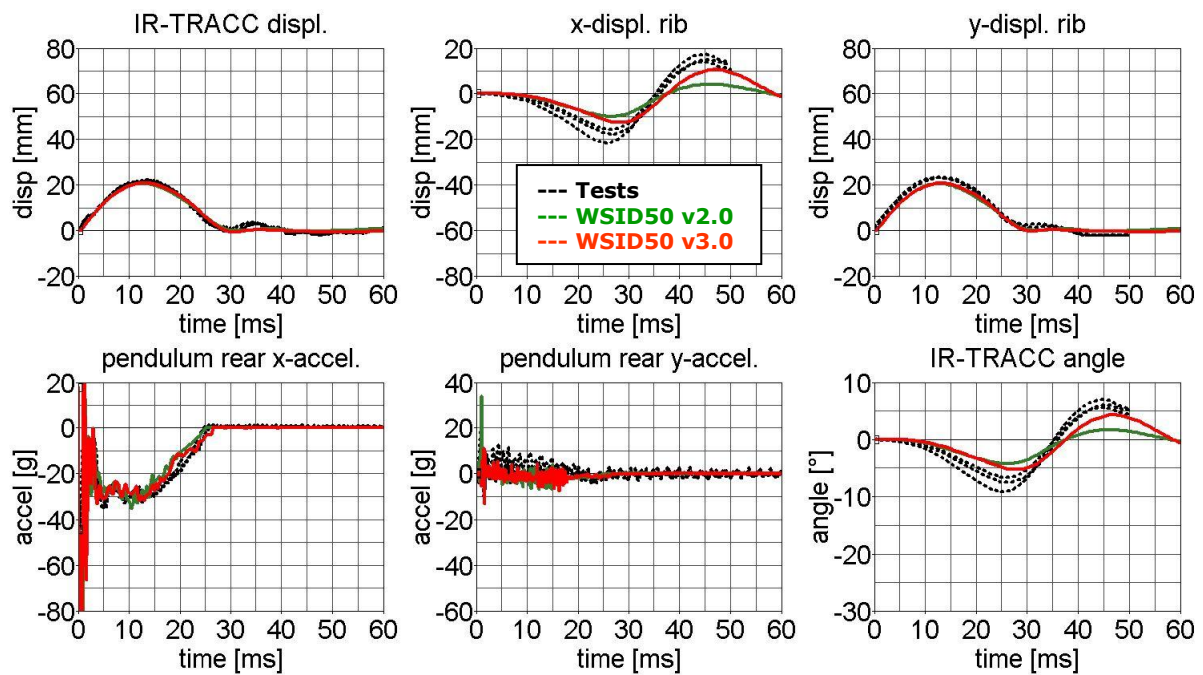 IR-TRACC displ.
x-displ. rib
y-displ. rib
disp [mm]
80
60
40
20
0
-20
0 10 20 30 40 50 60
time [ms]
disp [mm]
20
0
-20
-40
-60
-80
0 10 20 30 40 50 60
time [ms]
Tests
WSID50 v2.0
WSID50 v3.0
disp [mm]
80
60
40
20
0
-20
0 10 20 30 40 50 60
time [ms]
pendulum rear x-accel.
pendulum rear y-accel.
IR-TRACC angle
accel [g]
20
0
-20
-40
-60
-80
0 10 20 30 40 50 60
time [ms]
accel [g]
40
20
0
-20
-40
-60
0 10 20 30 40 50 60
time [ms]
angle [°]
10
0
-10
-20
-30
0 10 20 30 40 50 60
time [ms]